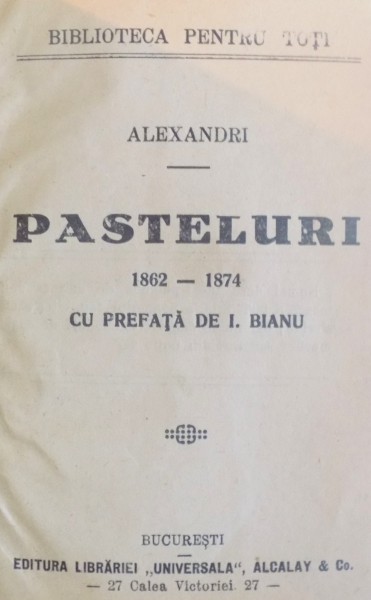 BIBLIOTECA PENTRU TOȚI
ALEXANDRI
PASTELURI
1862 — 1874
CU PREFAȚĂ DE I. BIANU
BUCUREȘTI
EDITURA LIBRĂRIEI „UNIVERSALA”, ALCALAY & Co.
— 27 Calea Victoriei 27 —